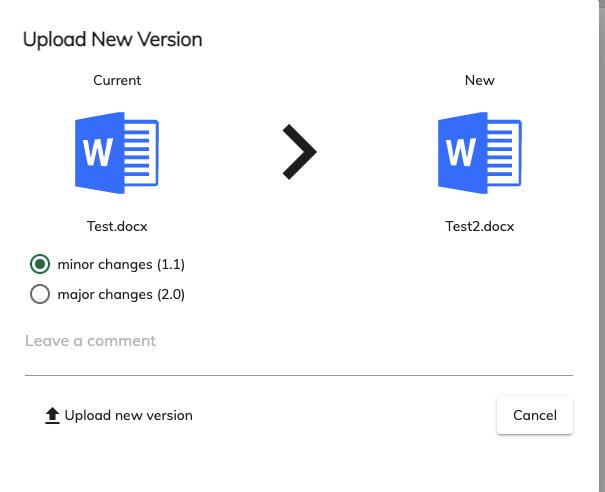 Upload New Version
Current
New
W
W
Test.docx
Test2.docx
minor changes (1.1)
major changes (2.0)
Leave a comment
Upload new version
Cancel